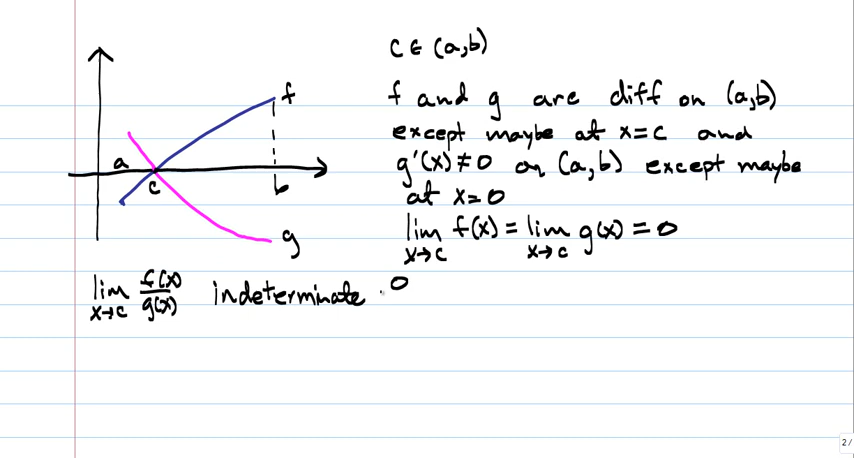 c ∈ (a,b)
f and g are diff on (a,b)
except maybe at x=c and
g'(x)≠0 on (a,b) except maybe
at x=0
lim f(x) = lim g(x) = 0
x→c x→c
f
a
c
b
g
lim f(x)/g(x) indeterminate 0
x→c
2/